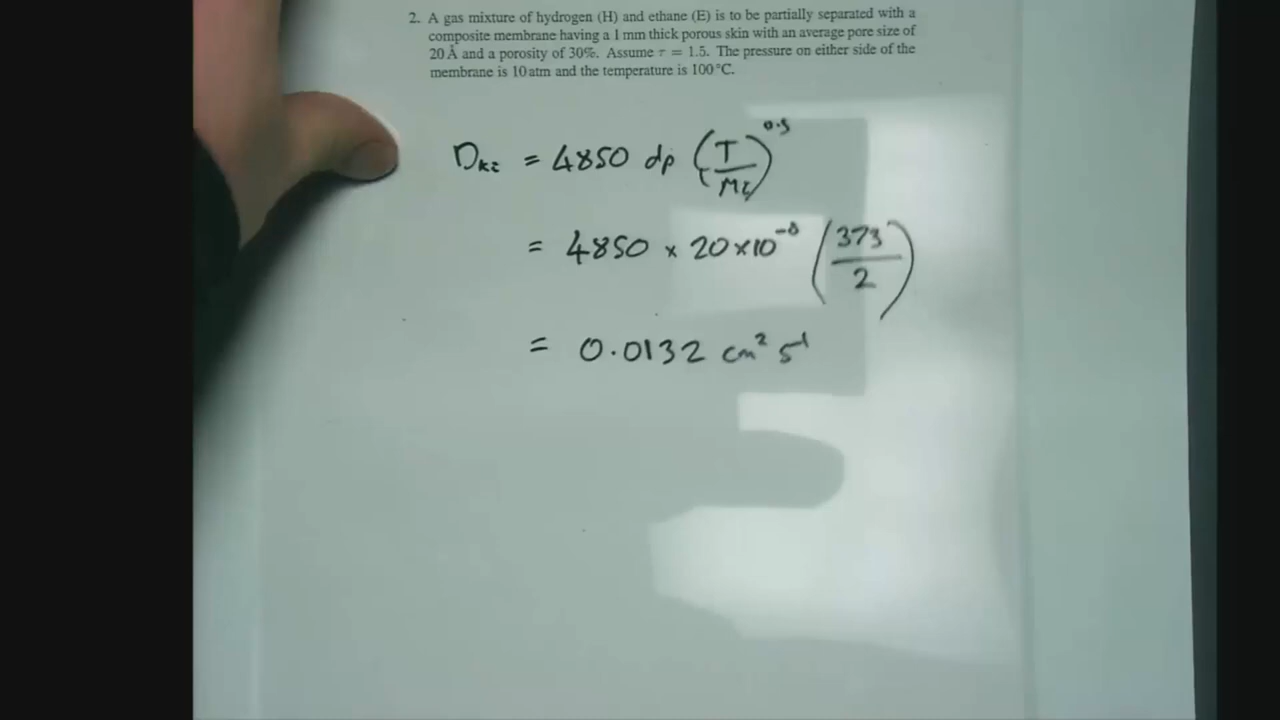 2. A gas mixture of hydrogen (H) and ethane (E) is to be partially separated with a
composite membrane having a 1 mm thick porous skin with an average pore size of
20 Å and a porosity of 30%. Assume τ = 1.5. The pressure on either side of the
membrane is 10 atm and the temperature is 100°C.
D_{Ki} = 4850 dp (T/M_i)^{0.5}
= 4850 × 20×10^{-8} (373/2)
= 0.0132 cm² s⁻¹